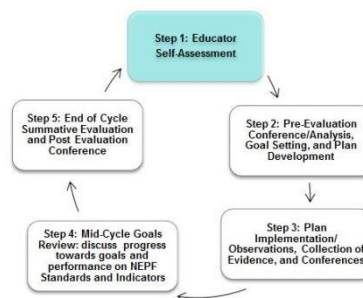 Step 1: Educator
Self-Assessment
Step 2: Pre-Evaluation
Conference/Analysis,
Goal Setting, and Plan
Development
Step 3: Plan
Implementation/
Observations, Collection of
Evidence, and Conferences
Step 4: Mid-Cycle Goals
Review: discuss progress
towards goals and
performance on NEPF
Standards and Indicators
Step 5: End of Cycle
Summative Evaluation
and Post Evaluation
Conference